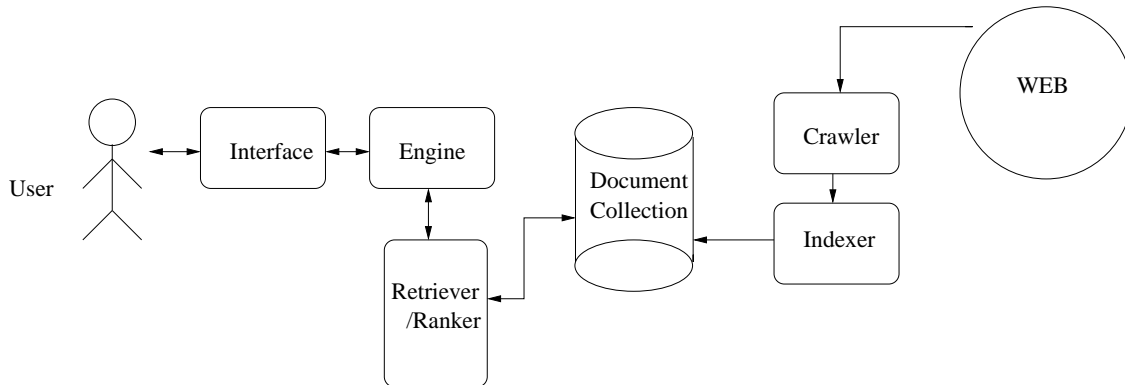 WEB
Crawler
Interface
Engine
User
Document
Collection
Indexer
Retriever
/Ranker